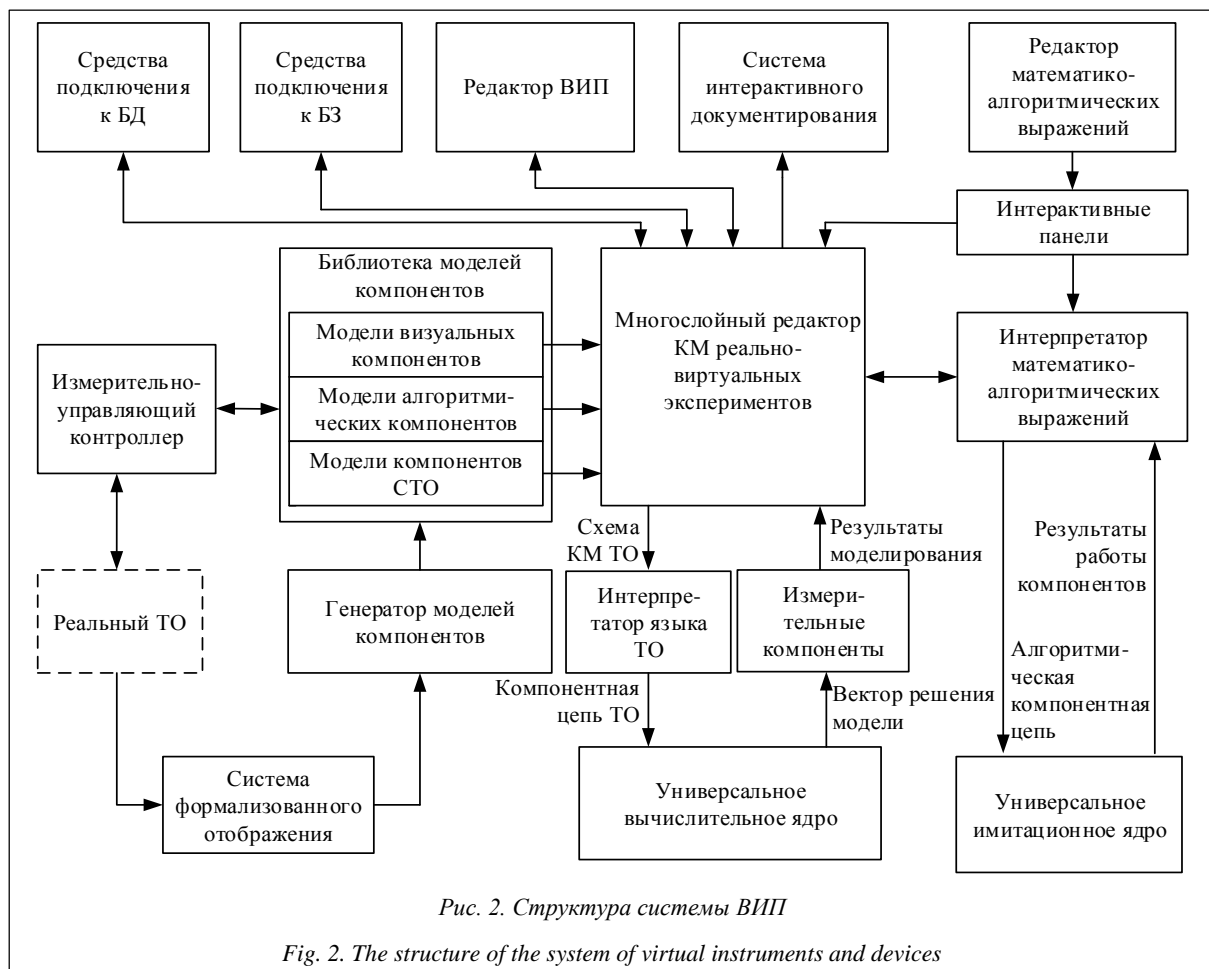 Средства
подключения
к БД
Средства
подключения
к БЗ
Редактор ВИП
Система
интерактивного
документирования
Редактор
математико-
алгоритмических
выражений
Интерактивные
панели
Библиотека моделей
компонентов
Модели визуальных
компонентов
Модели алгоритми-
ческих компонентов
Модели компонентов
СТО
Многослойный редактор
КМ реально-
виртуальных
экспериментов
Интерпретатор
математико-
алгоритмических
выражений
Измерительно-
управляющий
контроллер
Схема
КМ ТО
Результаты
моделирования
Результаты
работы
компонентов
Реальный ТО
Генератор моделей
компонентов
Интерпре-
татор языка
ТО
Измери-
тельные
компоненты
Алгоритми-
ческая
компонентная
цепь
Компонентная
цепь ТО
Вектор решения
модели
Система
формализованного
отображения
Универсальное
вычислительное ядро
Универсальное
имитационное ядро
Рис. 2. Структура системы ВИП
Fig. 2. The structure of the system of virtual instruments and devices